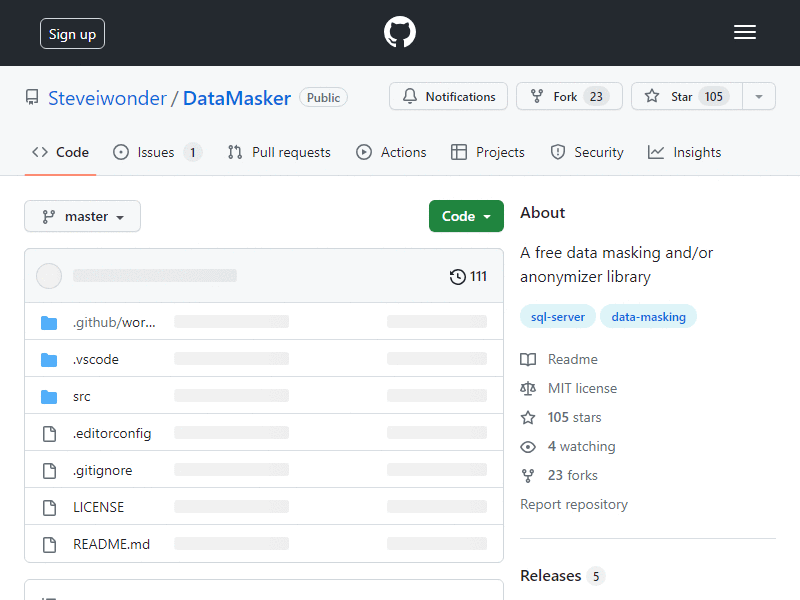 Sign up
Steveiwonder / DataMasker Public
Notifications Fork 23 Star 105
Code Issues 1 Pull requests Actions Projects Security Insights
master
Code
111
.github/wor...
.vscode
src
.editorconfig
.gitignore
LICENSE
README.md
About
A free data masking and/or
anonymizer library
sql-server data-masking
Readme
MIT license
105 stars
4 watching
23 forks
Report repository
Releases 5